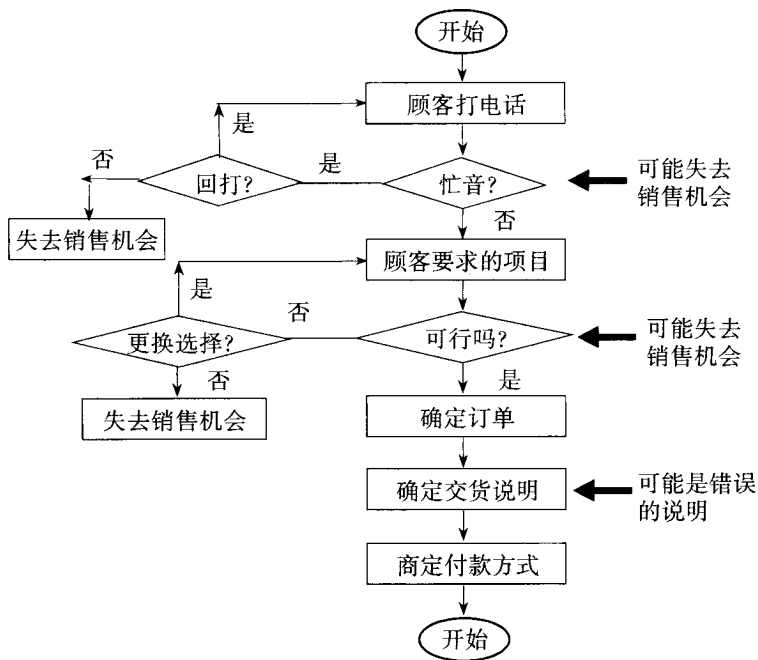 开始
顾客打电话
是
否
回打？
是
忙音？
可能失去
销售机会
否
失去销售机会
顾客要求的项目
是
否
更换选择？
可行吗？
可能失去
销售机会
否
是
失去销售机会
确定订单
确定交货说明
可能是错误
的说明
商定付款方式
开始